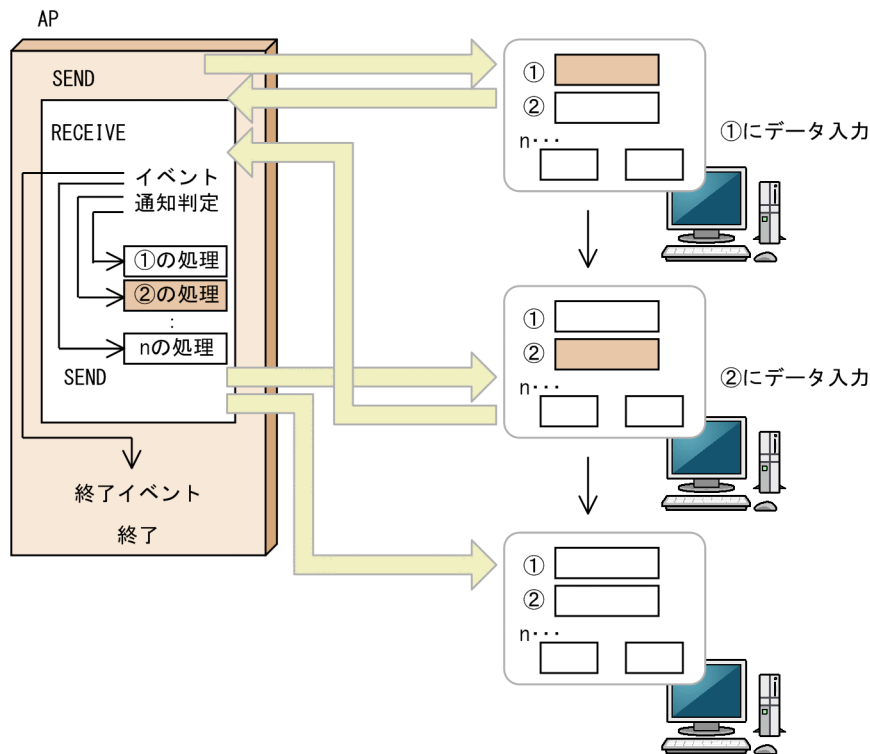 AP
SEND
RECEIVE
イベント
通知判定
①の処理
②の処理
:
nの処理
SEND
終了イベント
終了
①
②
n･･･
①にデータ入力
①
②
n･･･
②にデータ入力
①
②
n･･･